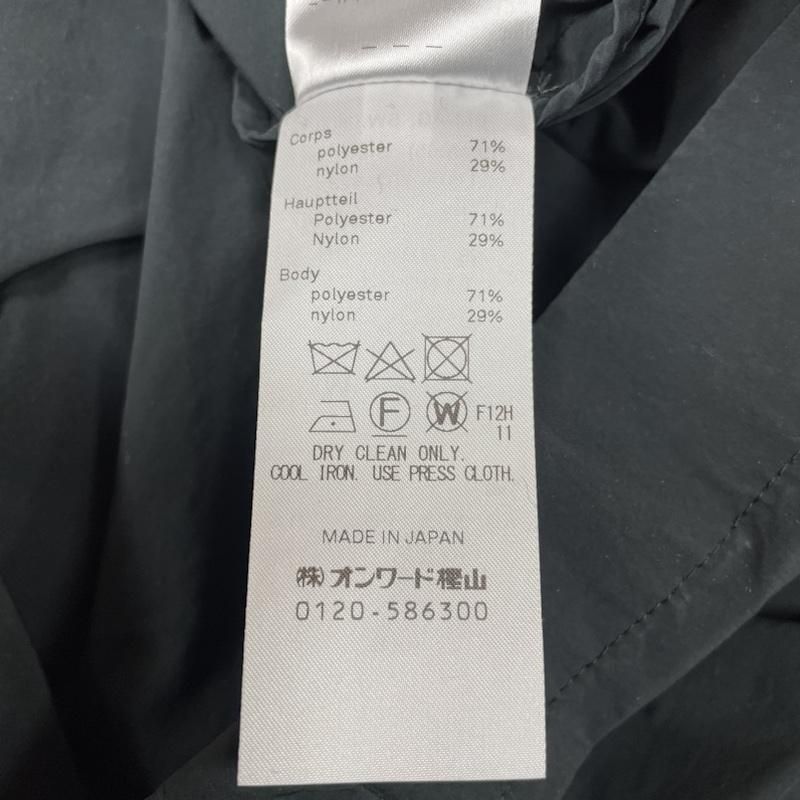 Corps
polyester 71%
nylon 29%
Hauptteil
Polyester 71%
Nylon 29%
Body
polyester 71%
nylon 29%
F W F12H
11
DRY CLEAN ONLY.
COOL IRON. USE PRESS CLOTH.
MADE IN JAPAN
㈱オンワード樫山
0120-586300